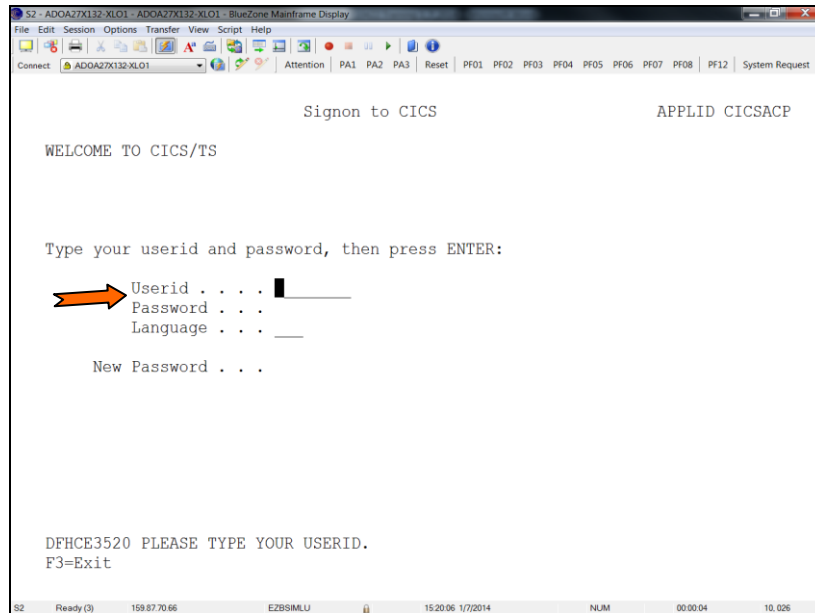 S2 - ADOA27X132-XLO1 - ADOA27X132-XLO1 - BlueZone Mainframe Display
File Edit Session Options Transfer View Script Help
Connect ADOA27X132-XLO1 Attention PA1 PA2 PA3 Reset PF01 PF02 PF03 PF04 PF05 PF06 PF07 PF08 PF12 System Request
Signon to CICS APPLID CICSACP
WELCOME TO CICS/TS
Type your userid and password, then press ENTER:
Userid . . . . _______
Password . . .
Language . . . ___
New Password . . .
DFHCE3520 PLEASE TYPE YOUR USERID.
F3=Exit
S2 Ready (3) 159.87.70.66 EZBSIMLU 15:20:06 1/7/2014 NUM 00:00:04 10, 026